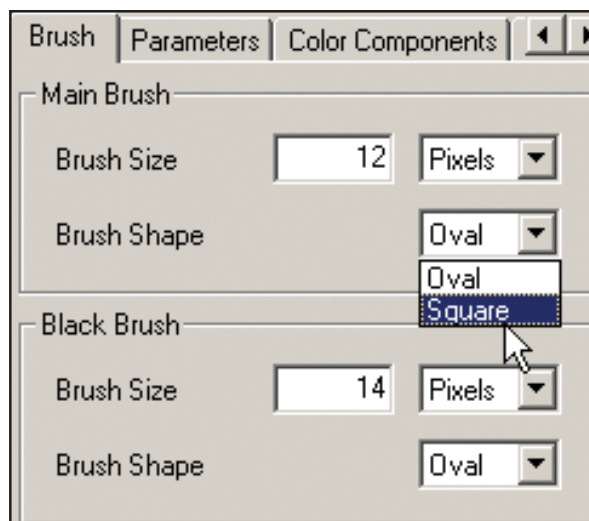 Brush Parameters Color Components
Main Brush
Brush Size 12 Pixels
Brush Shape Oval
Oval
Square
Black Brush
Brush Size 14 Pixels
Brush Shape Oval